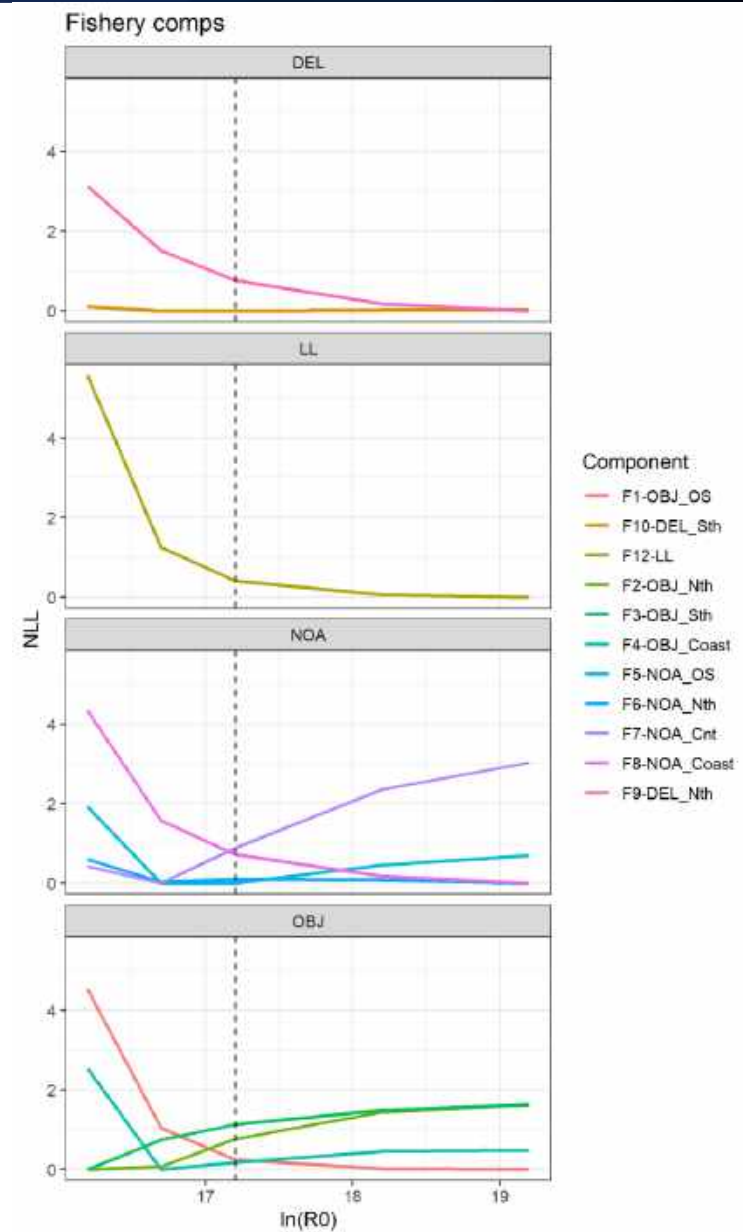 Fishery comps
DEL
4
2
0
LL
4
2
0
NOA
4
2
0
OBJ
4
2
0
17
18
19
ln(R0)
NLL
Component
F1-OBJ_OS
F10-DEL_Sth
F12-LL
F2-OBJ_Nth
F3-OBJ_Sth
F4-OBJ_Coast
F5-NOA_OS
F6-NOA_Nth
F7-NOA_Cnt
F8-NOA_Coast
F9-DEL_Nth